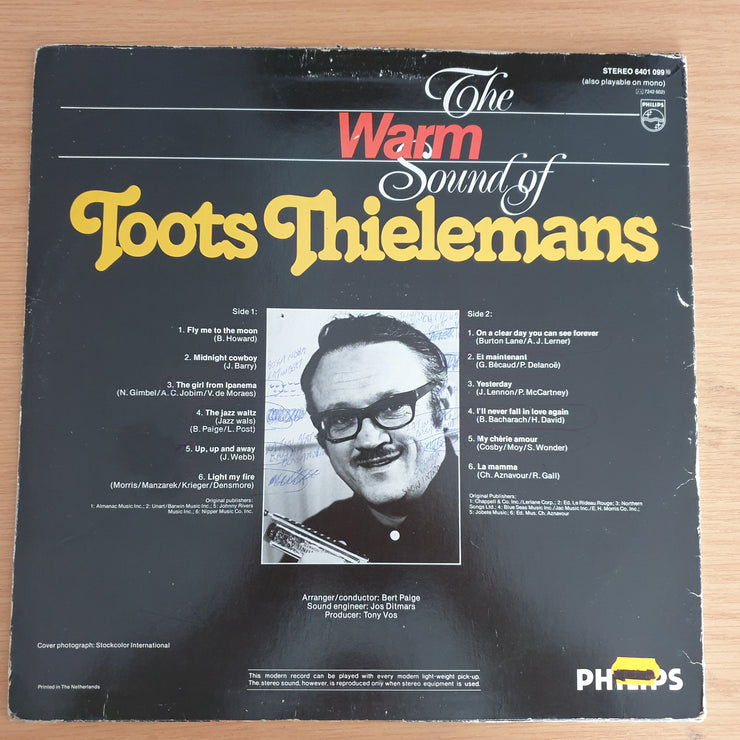 STEREO 6401 099
(also playable on mono)
7242 602)
PHILIPS
The
Warm
Sound of
Toots Thielemans
Side 1:
1. Fly me to the moon
(B. Howard)
2. Midnight cowboy
(J. Barry)
3. The girl from Ipanema
(N. Gimbel/A.C. Jobim/V. de Moraes)
4. The jazz waltz
(Jazz wals)
(B. Paige/L. Post)
5. Up, up and away
(J. Webb)
6. Light my fire
(Morris/Manzarek/Krieger/Densmore)
Original publishers:
1: Almanac Music Inc.; 2: Unart/Barwin Music Inc.; 5: Johnny Rivers
Music Inc.; 6: Nipper Music Co. Inc.
Side 2:
1. On a clear day you can see forever
(Burton Lane/A.J. Lerner)
2. Et maintenant
(G. Bécaud/P. Delanoë)
3. Yesterday
(J. Lennon/P. McCartney)
4. I'll never fall in love again
(B. Bacharach/H. David)
5. My chérie amour
(Cosby/Moy/S. Wonder)
6. La mamma
(Ch. Aznavour/R. Gall)
Original Publishers:
1: Chappell & Co. Inc./Lerlane Corp.; 2: Ed. Le Rideau Rouge; 3: Northern
Songs Ltd.; 4: Blue Seas Music Inc./Jac Music Inc./E.H. Morris Co. Inc.;
5: Jobete Music; 6: Ed. Mus. Ch. Aznavour
Arranger/conductor: Bert Paige
Sound engineer: Jos Ditmars
Producer: Tony Vos
Cover photograph: Stockcolor International
Printed in The Netherlands
This modern record can be played with every modern light-weight pick-up.
The stereo sound, however, is reproduced only when stereo equipment is used.
PHILIPS